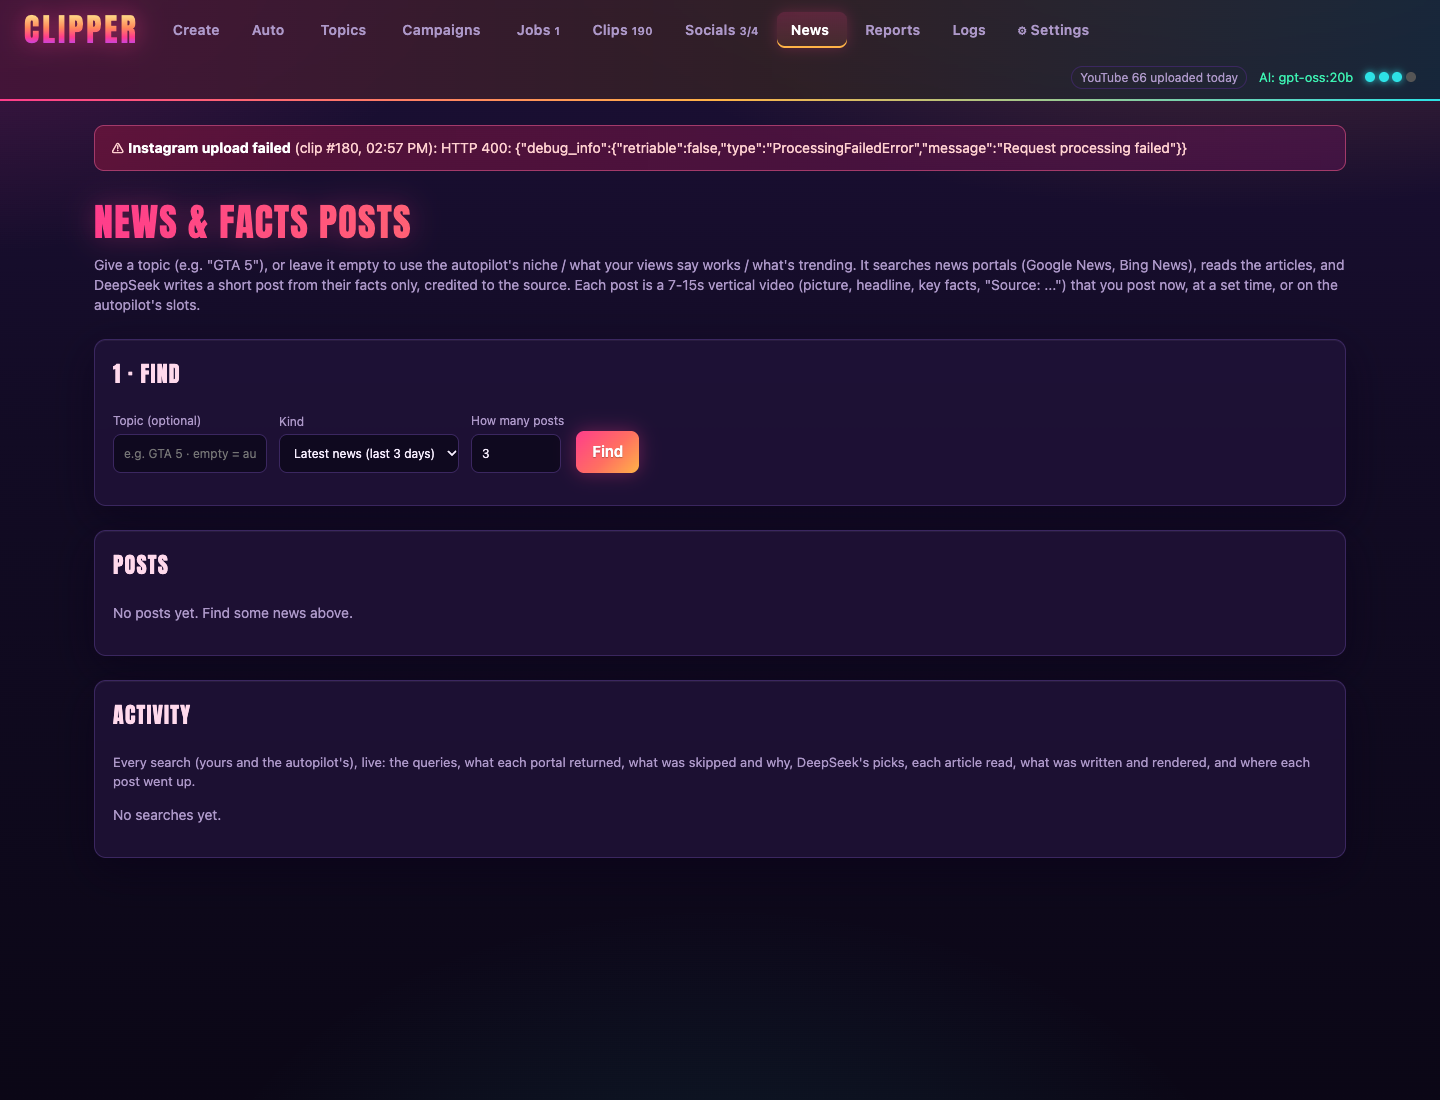 CLIPPER
Create
Auto
Topics
Campaigns
Jobs 1
Clips 190
Socials 3/4
News
Reports
Logs
⚙ Settings
YouTube 66 uploaded today
AI: gpt-oss:20b
⚠ Instagram upload failed (clip #180, 02:57 PM): HTTP 400: {"debug_info":{"retriable":false,"type":"ProcessingFailedError","message":"Request processing failed"}}
NEWS & FACTS POSTS
Give a topic (e.g. "GTA 5"), or leave it empty to use the autopilot's niche / what your views say works / what's trending. It searches news portals (Google News, Bing News), reads the articles, and
DeepSeek writes a short post from their facts only, credited to the source. Each post is a 7-15s vertical video (picture, headline, key facts, "Source: ...") that you post now, at a set time, or on the
autopilot's slots.
1 · FIND
Topic (optional)
Kind
How many posts
e.g. GTA 5 · empty = au
Latest news (last 3 days)
3
Find
POSTS
No posts yet. Find some news above.
ACTIVITY
Every search (yours and the autopilot's), live: the queries, what each portal returned, what was skipped and why, DeepSeek's picks, each article read, what was written and rendered, and where each
post went up.
No searches yet.